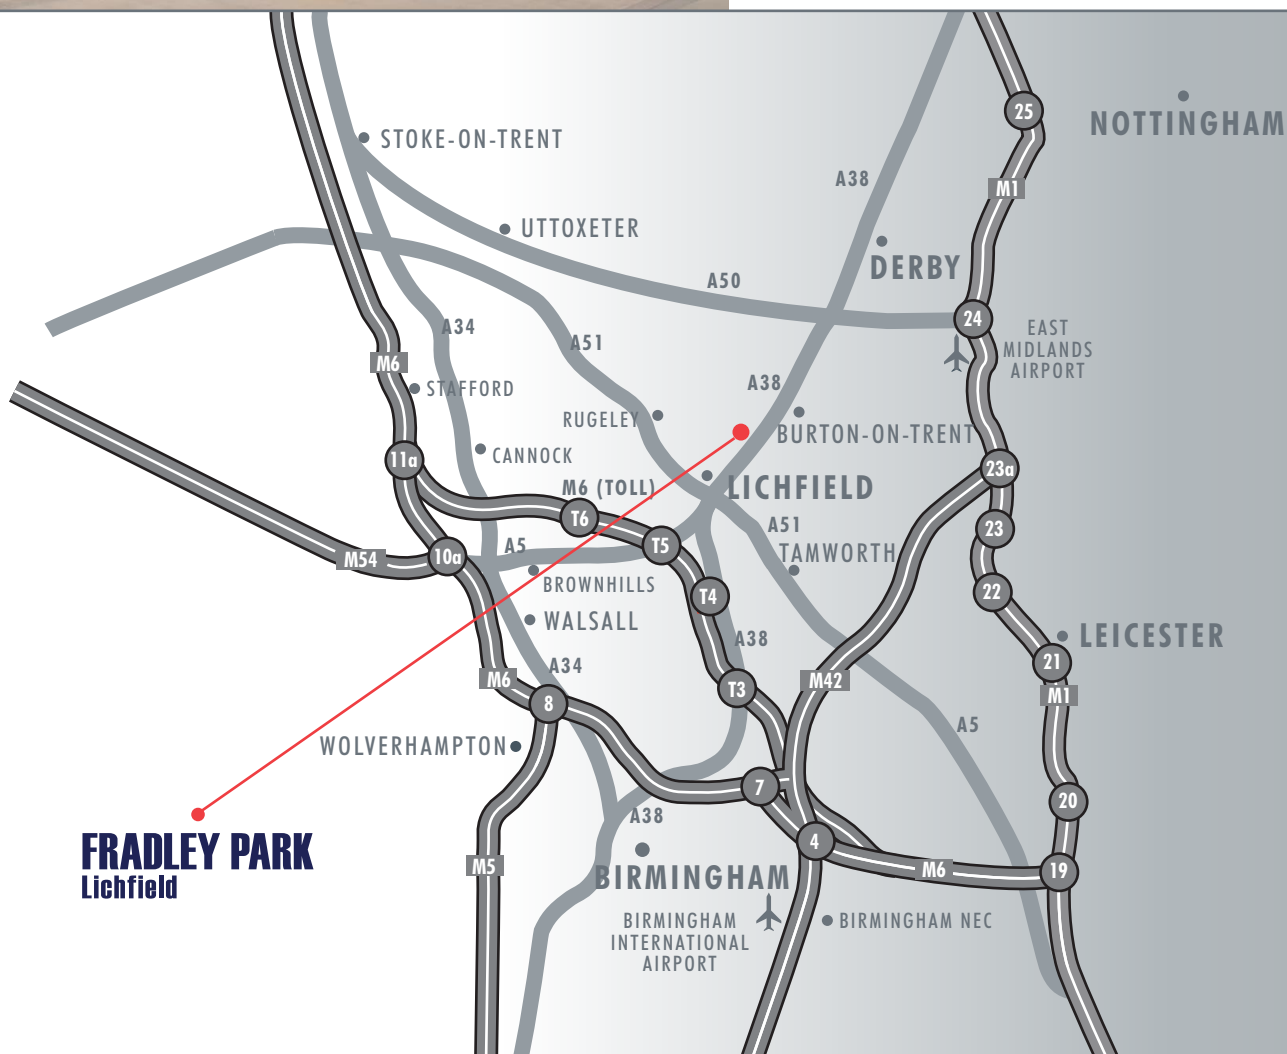 25
NOTTINGHAM
STOKE-ON-TRENT
A38
M1
UTTOXETER
DERBY
A50
24
EAST
MIDLANDS
AIRPORT
A34
A51
M6
A38
STAFFORD
RUGELEY
BURTON-ON-TRENT
11a
CANNOCK
23a
M6 (TOLL)
LICHFIELD
T6
A51
23
M54
10a
A5
T5
TAMWORTH
BROWNHILLS
T4
22
WALSALL
A38
LEICESTER
A34
21
M6
T3
M42
M1
8
A5
WOLVERHAMPTON
7
20
A38
FRADLEY PARK
Lichfield
4
M5
BIRMINGHAM
M6
19
BIRMINGHAM
INTERNATIONAL
AIRPORT
BIRMINGHAM NEC